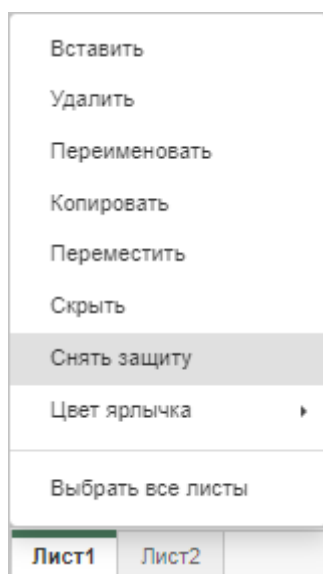 Вставить
Удалить
Переименовать
Копировать
Переместить
Скрыть
Снять защиту
Цвет ярлычка
Выбрать все листы
Лист1 Лист2